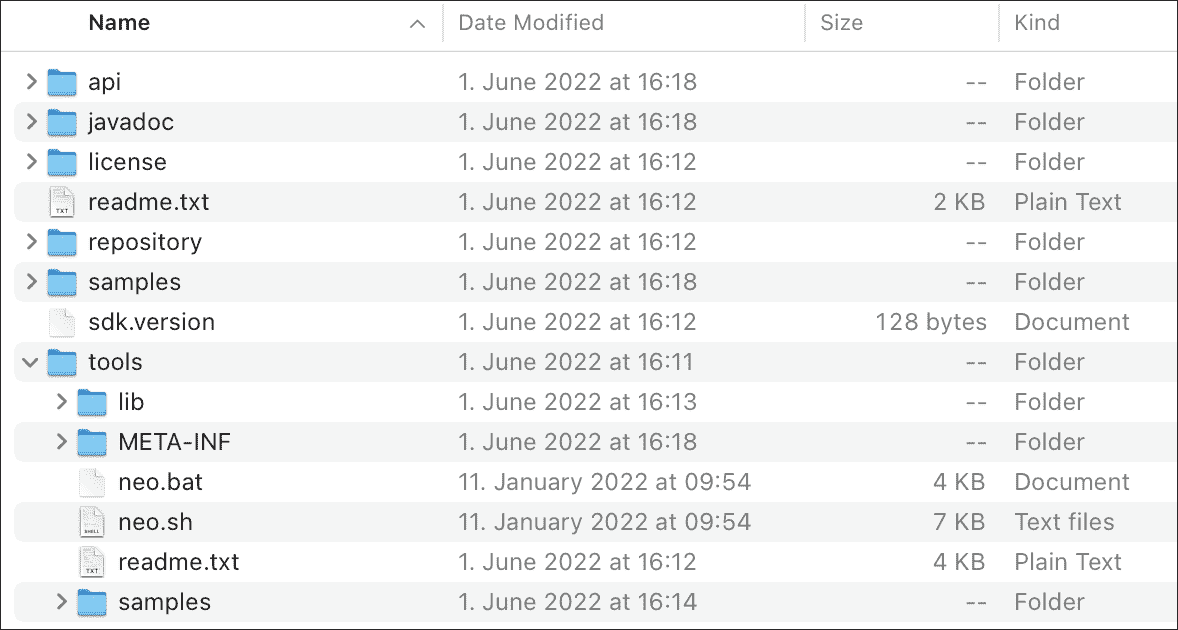 Name Date Modified Size Kind
api 1. June 2022 at 16:18 -- Folder
javadoc 1. June 2022 at 16:18 -- Folder
license 1. June 2022 at 16:12 -- Folder
TXT readme.txt 1. June 2022 at 16:12 2 KB Plain Text
repository 1. June 2022 at 16:12 -- Folder
samples 1. June 2022 at 16:18 -- Folder
sdk.version 1. June 2022 at 16:12 128 bytes Document
tools 1. June 2022 at 16:11 -- Folder
lib 1. June 2022 at 16:13 -- Folder
META-INF 1. June 2022 at 16:18 -- Folder
neo.bat 11. January 2022 at 09:54 4 KB Document
SHELL neo.sh 11. January 2022 at 09:54 7 KB Text files
TXT readme.txt 1. June 2022 at 16:12 4 KB Plain Text
samples 1. June 2022 at 16:14 -- Folder